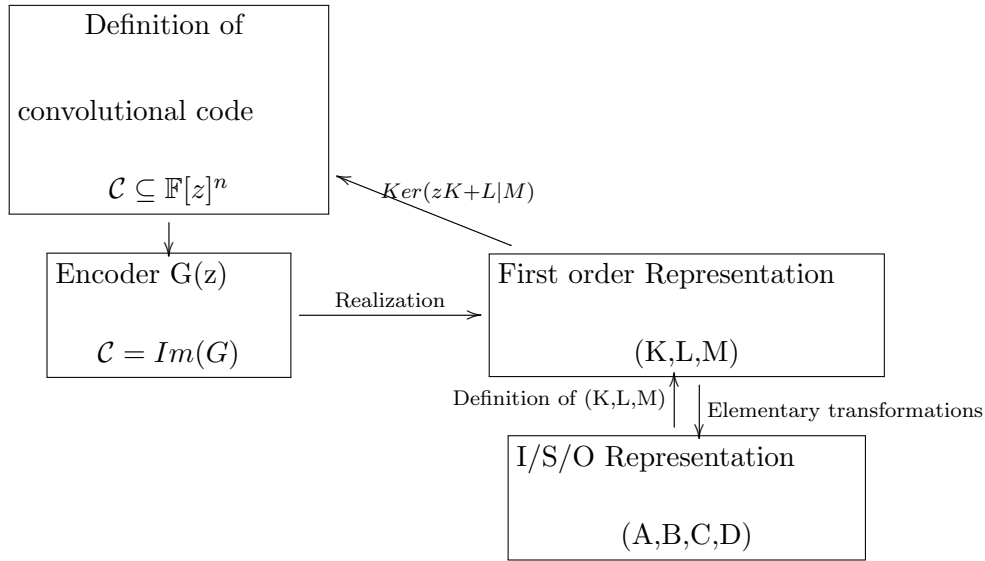 Definition of
convolutional code
𝒞 ⊆ 𝔽[z]ⁿ
Ker(zK+L|M)
Encoder G(z)
𝒞 = Im(G)
Realization
First order Representation
(K,L,M)
Definition of (K,L,M)
Elementary transformations
I/S/O Representation
(A,B,C,D)